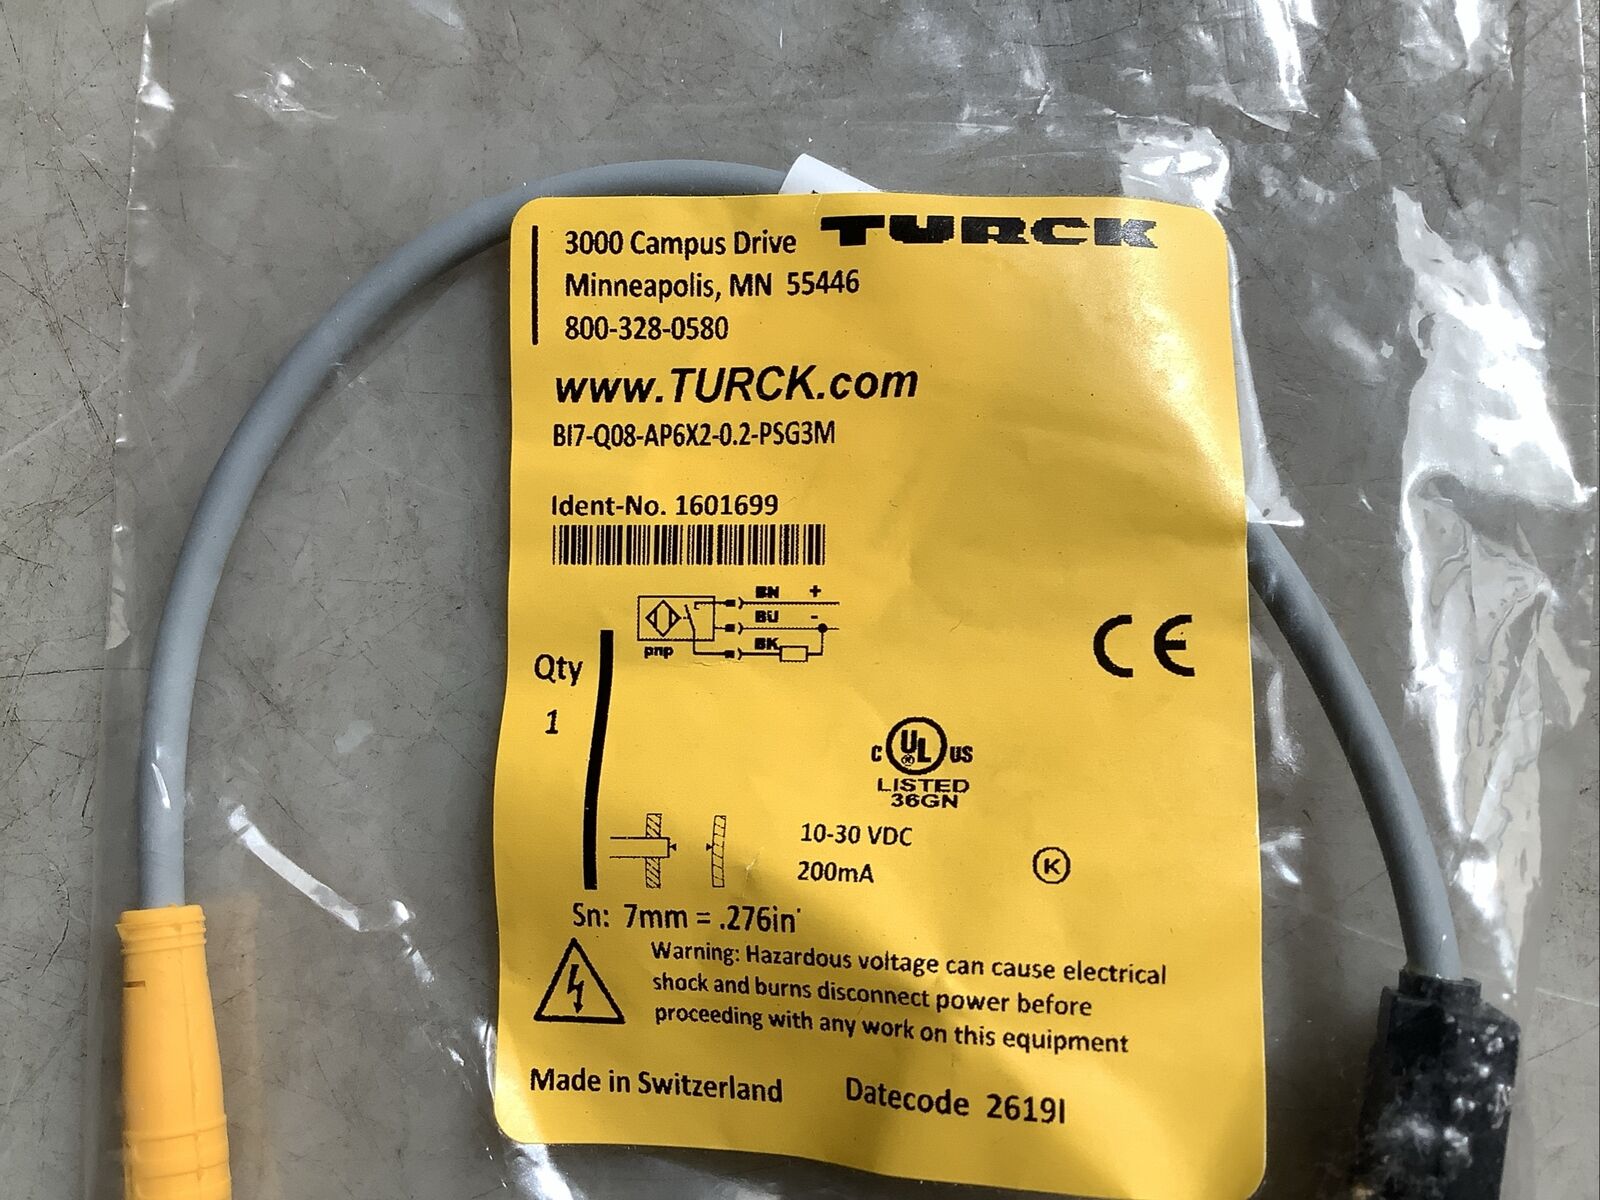 TURCK
3000 Campus Drive
Minneapolis, MN 55446
800-328-0580
www.TURCK.com
BI7-Q08-AP6X2-0.2-PSG3M
Ident-No. 1601699
BN +
BU -
BK
pnp
Qty
1
CE
C UL US
LISTED
36GN
10-30 VDC
200mA
K
Sn: 7mm = .276in
Warning: Hazardous voltage can cause electrical
shock and burns disconnect power before
proceeding with any work on this equipment
Made in Switzerland
Datecode 2619I